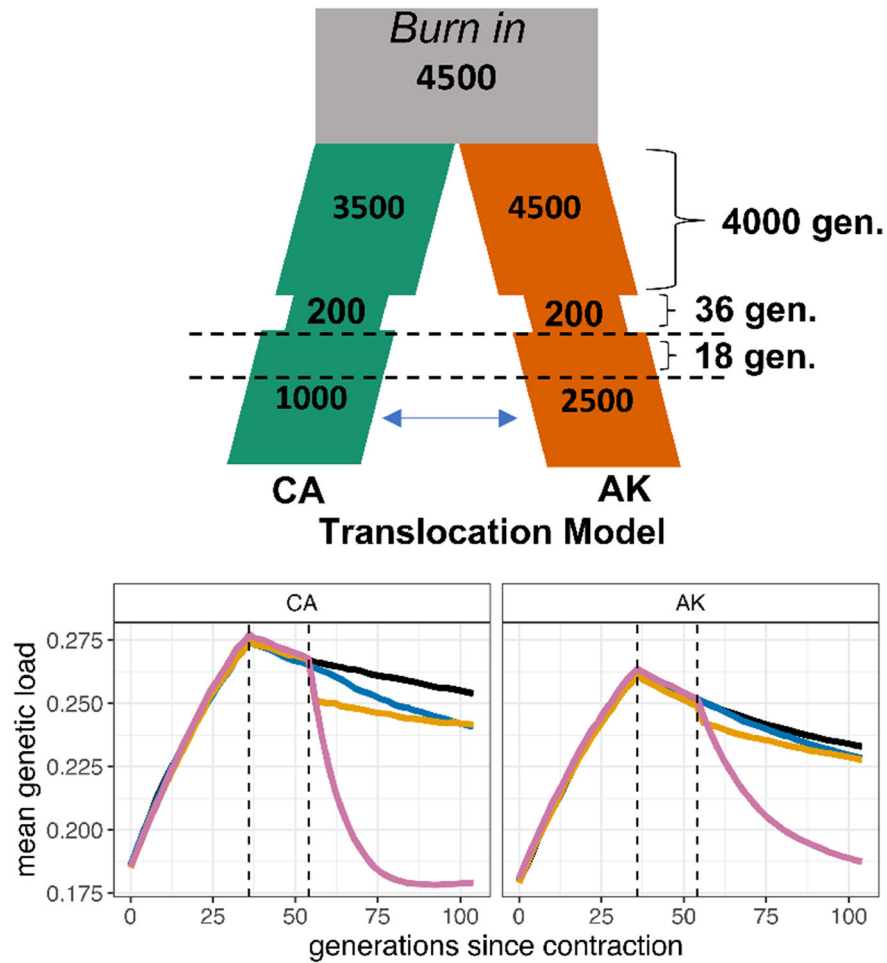 Burn in
4500
3500 4500
4000 gen.
200 200 36 gen.
18 gen.
1000 2500
CA AK
Translocation Model
CA AK
mean genetic load
0.275
0.250
0.225
0.200
0.175
0 25 50 75 100 0 25 50 75 100
generations since contraction